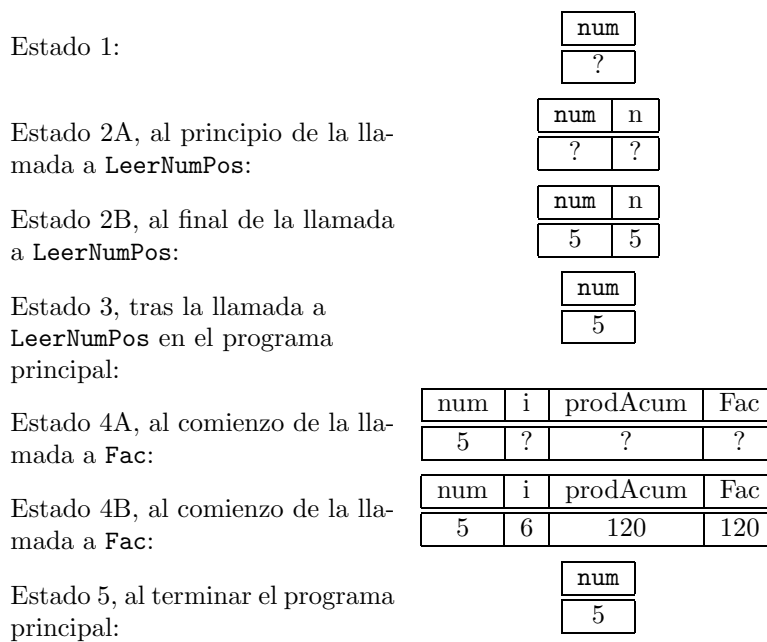 Estado 1:
num
?
Estado 2A, al principio de la lla-
mada a LeerNumPos:
num n
? ?
Estado 2B, al final de la llamada
a LeerNumPos:
num n
5 5
Estado 3, tras la llamada a
LeerNumPos en el programa
principal:
num
5
Estado 4A, al comienzo de la lla-
mada a Fac:
num i prodAcum Fac
5 ? ? ?
Estado 4B, al comienzo de la lla-
mada a Fac:
num i prodAcum Fac
5 6 120 120
Estado 5, al terminar el programa
principal:
num
5